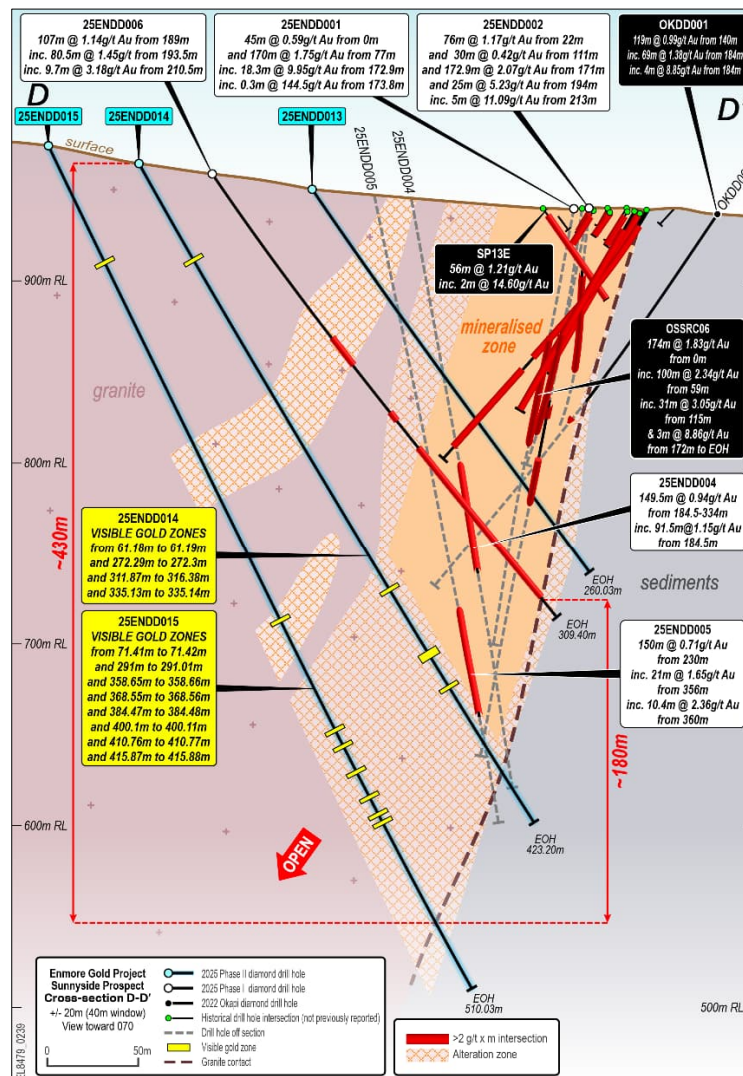 25ENDD006
107m @ 1.14g/t Au from 189m
inc. 80.5m @ 1.45g/t Au from 193.5m
inc. 9.7m @ 3.18g/t Au from 210.5m
25ENDD001
45m @ 0.59g/t Au from 0m
and 170m @ 1.75g/t Au from 77m
inc. 18.3m @ 9.95g/t Au from 172.9m
inc. 0.3m @ 144.5g/t Au from 173.8m
25ENDD002
76m @ 1.17g/t Au from 22m
and 30m @ 0.42g/t Au from 111m
and 172.9m @ 2.07g/t Au from 171m
and 25m @ 5.23g/t Au from 194m
inc. 5m @ 11.09g/t Au from 213m
OKDD001
119m @ 0.99g/t Au from 140m
inc. 69m @ 1.38g/t Au from 184m
inc. 4m @ 8.85g/t Au from 184m
D
D'
25ENDD015
25ENDD014
25ENDD013
25ENDD005
25ENDD004
surface
900m RL
800m RL
700m RL
600m RL
500m RL
granite
mineralised
zone
sediments
SP13E
56m @ 1.21g/t Au
inc. 2m @ 14.60g/t Au
OSSRC06
174m @ 1.83g/t Au
from 0m
inc. 100m @ 2.34g/t Au
from 59m
inc. 31m @ 3.05g/t Au
from 115m
& 3m @ 8.86g/t Au
from 172m to EOH
25ENDD004
149.5m @ 0.94g/t Au
from 184.5-334m
inc. 91.5m@1.15g/t Au
from 184.5m
25ENDD005
150m @ 0.71g/t Au
from 230m
inc. 21m @ 1.65g/t Au
from 356m
inc. 10.4m @ 2.36g/t Au
from 360m
25ENDD014
VISIBLE GOLD ZONES
from 61.18m to 61.19m
and 272.29m to 272.3m
and 311.87m to 316.38m
and 335.13m to 335.14m
25ENDD015
VISIBLE GOLD ZONES
from 71.41m to 71.42m
and 291m to 291.01m
and 358.65m to 358.66m
and 368.55m to 368.56m
and 384.47m to 384.48m
and 400.1m to 400.11m
and 410.76m to 410.77m
and 415.87m to 415.88m
~430m
~180m
OPEN
EOH
260.03m
EOH
309.40m
EOH
423.20m
EOH
510.03m
Enmore Gold Project
Sunnyside Prospect
Cross-section D-D'
+/- 20m (40m window)
View toward 070
0 50m
2025 Phase II diamond drill hole
2025 Phase I diamond drill hole
2022 Okapi diamond drill hole
Historical drill hole intersection (not previously reported)
Drill hole off section
Visible gold zone
Granite contact
>2 g/t x m intersection
Alteration zone
EL8479_0239